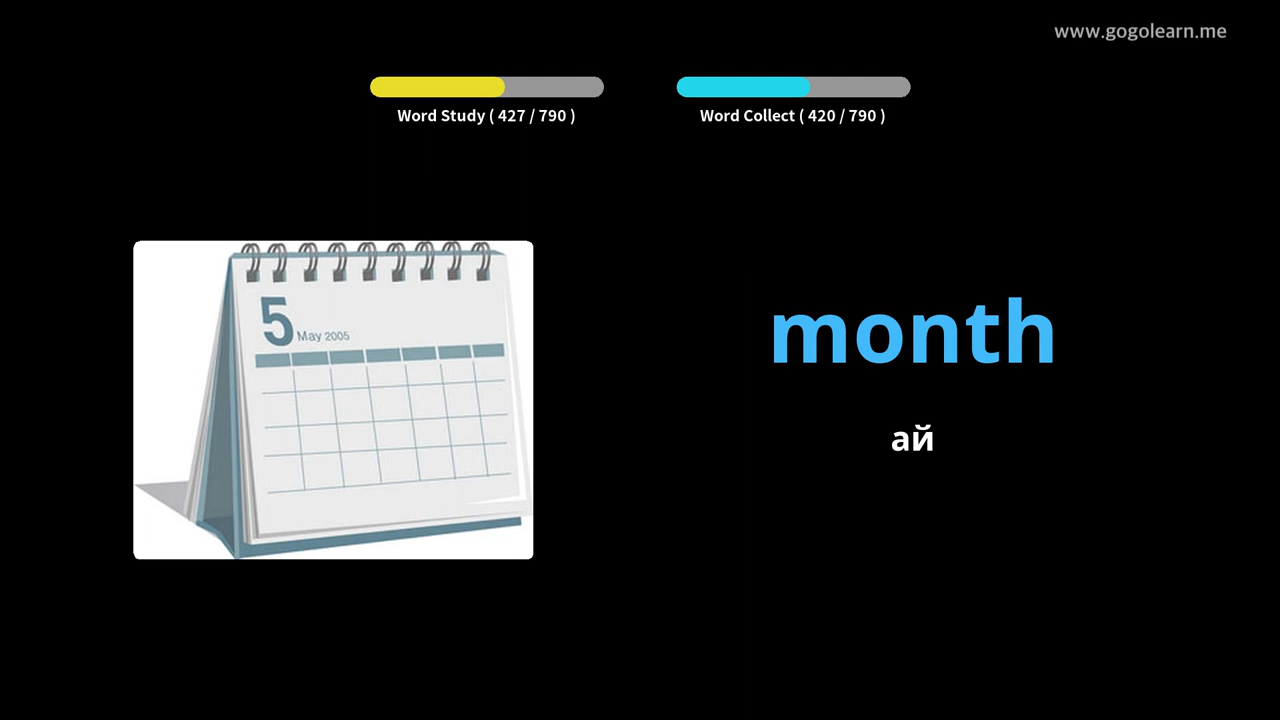 www.gogolearn.me
Word Study ( 427 / 790 )
Word Collect ( 420 / 790 )
5 May 2005
month
ай